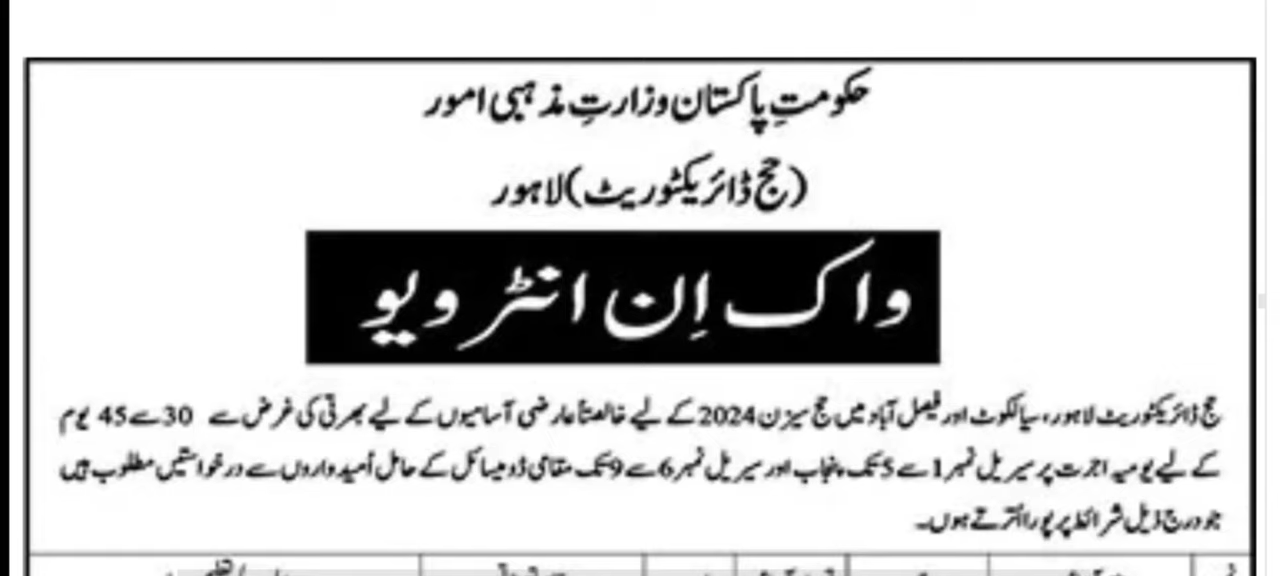 حکومتِ پاکستان وزارتِ مذہبی امور
(حج ڈائریکٹوریٹ) لاہور
واک اِن انٹرویو
حج ڈائریکٹوریٹ لاہور، سیالکوٹ اور فیصل آباد میں حج سیزن 2024 کے لیے خالصتاً عارضی آسامیوں کے لیے بھرتی کی غرض سے 30 سے 45 یوم
کے لیے یومیہ اجرت پر سیریل نمبر 1 سے 5 تک پنجاب اور سیریل نمبر 6 سے 9 تک مقامی ڈومیسائل کے حامل اُمیدواروں سے درخواستیں مطلوب ہیں
جو درج ذیل شرائط پر پورا اُترتے ہوں۔